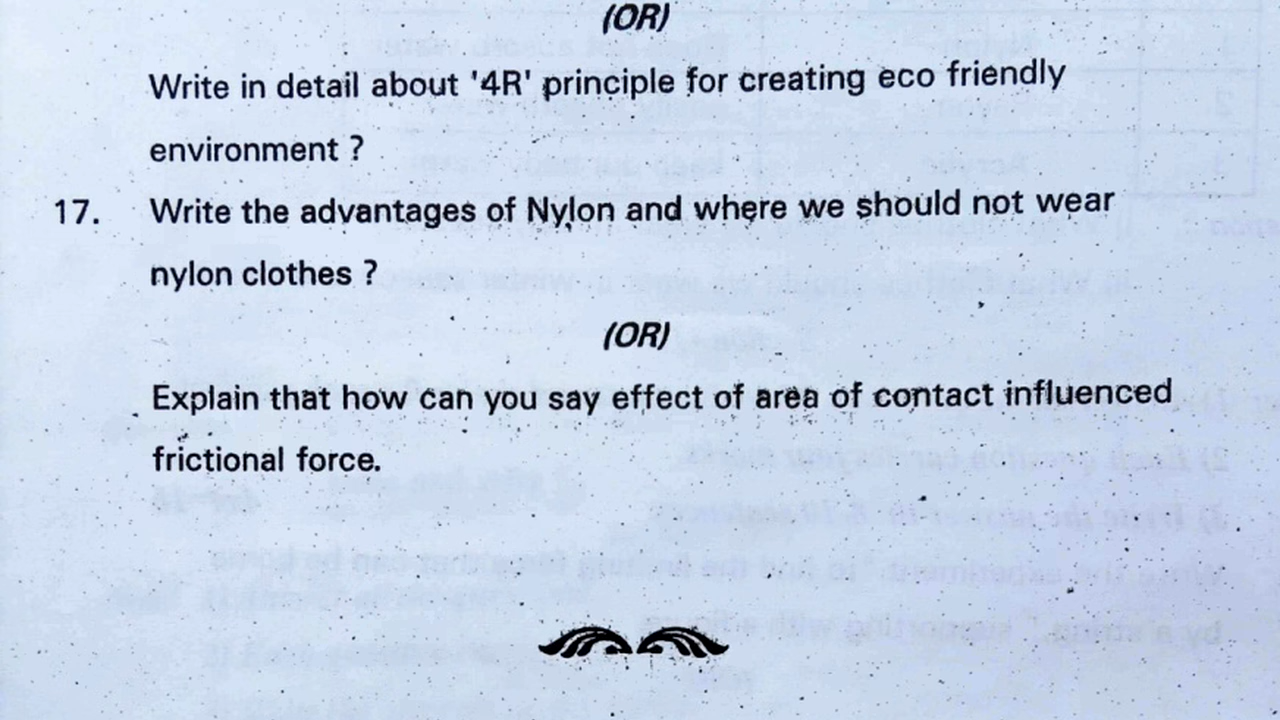 (OR)
Write in detail about '4R' principle for creating eco friendly
environment ?
17. Write the advantages of Nylon and where we should not wear
nylon clothes ?
(OR)
Explain that how can you say effect of area of contact influenced
frictional force.